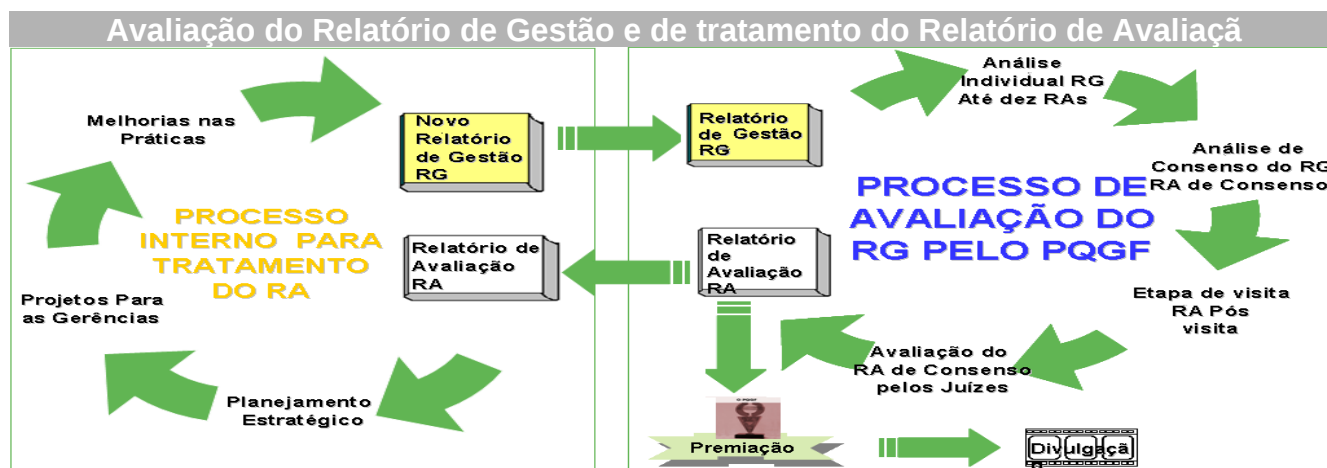 Avaliação do Relatório de Gestão e de tratamento do Relatório de Avaliaçã
Melhorias nas
Práticas
Novo
Relatório
de Gestão
RG
PROCESSO
INTERNO PARA
TRATAMENTO
DO RA
Relatório de
Avaliação
RA
Projetos Para
as Gerências
Planejamento
Estratégico
Relatório
de Gestão
RG
Análise
Individual RG
Até dez RAs
Análise de
Consenso do RG
RA de Consenso
PROCESSO DE
AVALIAÇÃO DO
RG PELO PQGF
Relatório
de
Avaliação
RA
Etapa de visita
RA Pós
visita
Avaliação do
RA de Consenso
pelos Juízes
Premiação
Divulgaçã